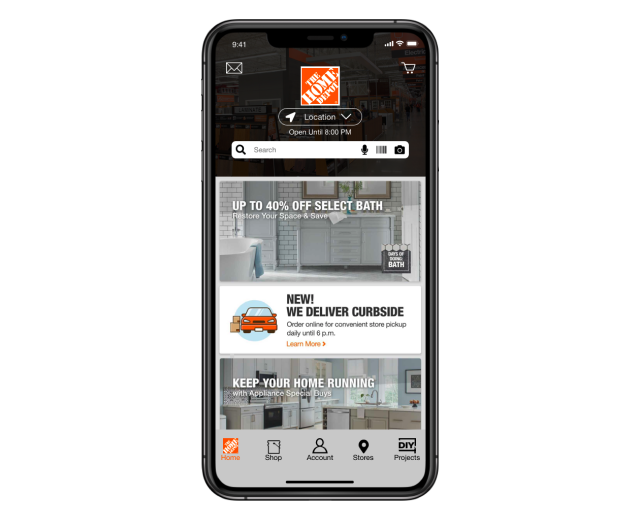 9:41
THE
HOME
DEPOT
Location
Open Until 8:00 PM
Search
UP TO 40% OFF SELECT BATH
Restore Your Space & Save
DAYS OF
DOING
BATH
NEW!
WE DELIVER CURBSIDE
Order online for convenient store pickup
daily until 6 p.m.
Learn More >
KEEP YOUR HOME RUNNING
with Appliance Special Buys
Home
Shop
Account
Stores
DIY
Projects